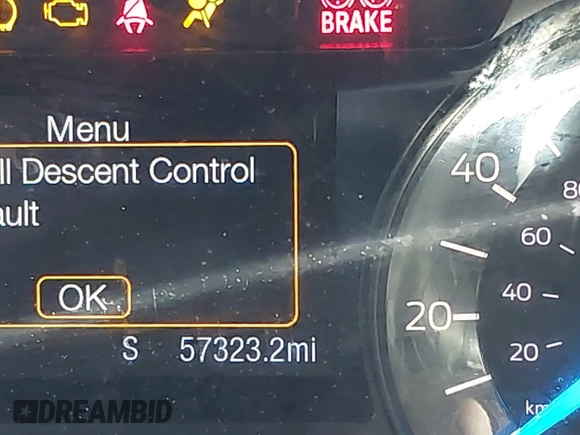 BRAKE
Menu
ll Descent Control
ault
OK
S 57323.2mi
40
80
60
20
40
20
km
DREAMBID